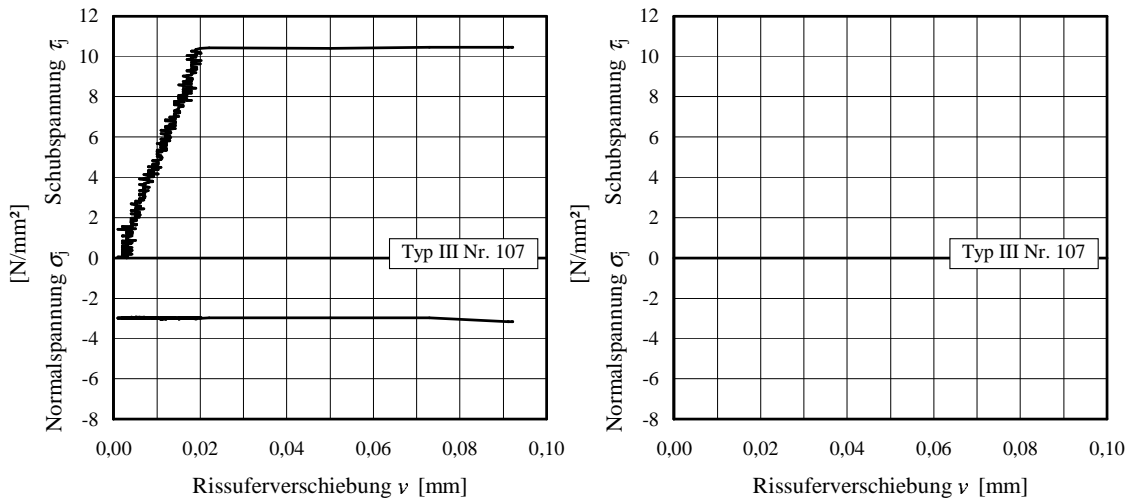 12
10
8
6
4
2
0
-2
-4
-6
-8
[N/mm²]
Normalspannung σj
Schubspannung τj
Typ III Nr. 107
0,00 0,02 0,04 0,06 0,08 0,10
Rissuferverschiebung v [mm]
12
10
8
6
4
2
0
-2
-4
-6
-8
[N/mm²]
Normalspannung σj
Schubspannung τj
Typ III Nr. 107
0,00 0,02 0,04 0,06 0,08 0,10
Rissuferverschiebung v [mm]